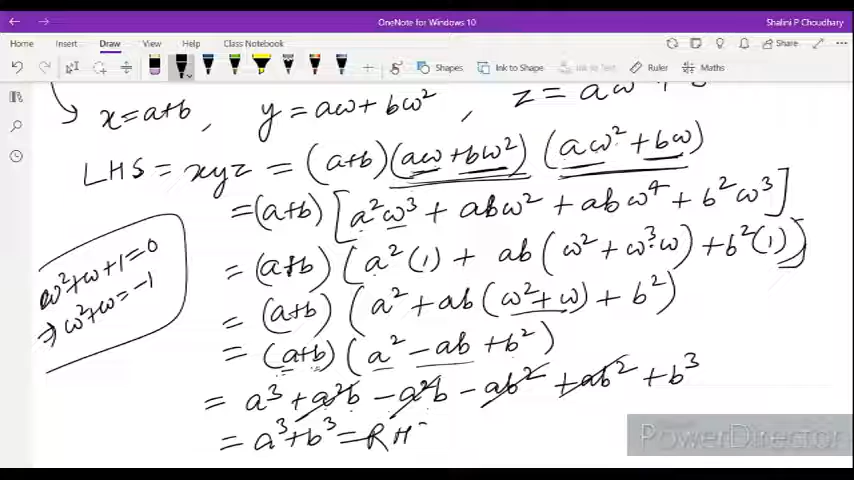 OneNote for Windows 10
Shalini P Choudhary
Home Insert Draw View Help Class Notebook Share
Shapes Ink to Shape Ink to Text Ruler Maths
x = a+b , y = aω + bω² , z = aω
LHS = xyz = (a+b)(aω + bω²) (aω² + bω)
= (a+b) [a²ω³ + abω² + abω⁴ + b²ω³]
= (a+b) (a²(1) + ab(ω² + ω³·ω) + b²(1))
ω²+ω+1=0
⇒ ω²+ω=-1
= (a+b) (a² + ab(ω²+ω) + b²)
= (a+b) (a² - ab + b²)
= a³ + a²b - a²b - ab² + ab² + b³
= a³+b³ = RH
PowerDirector